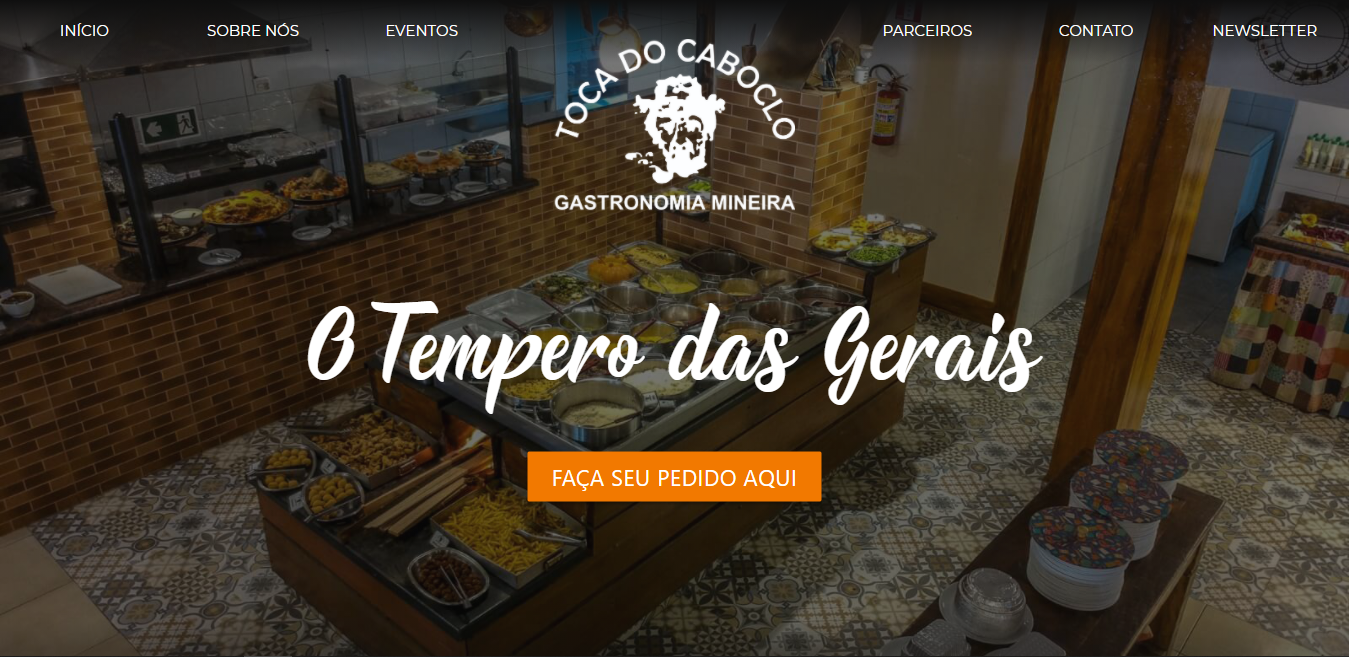 INÍCIO
SOBRE NÓS
EVENTOS
PARCEIROS
CONTATO
NEWSLETTER
TOCA DO CABOCLO
GASTRONOMIA MINEIRA
O Tempero das Gerais
FAÇA SEU PEDIDO AQUI